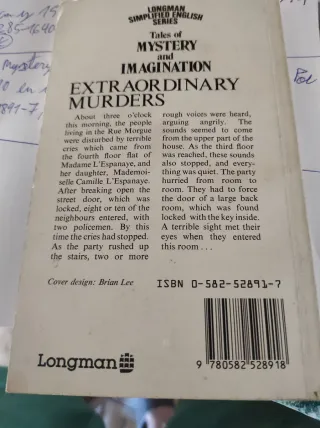 LONGMAN
SIMPLIFIED ENGLISH
SERIES
Tales of
MYSTERY
and
IMAGINATION
EXTRAORDINARY
MURDERS
About three o'clock
this morning, the people
living in the Rue Morgue
were disturbed by terrible
cries which came from
the fourth floor flat of
Madame L'Espanaye, and
her daughter, Mademoi-
selle Camille L'Espanaye.
After breaking open the
street door, which was
locked, eight or ten of the
neighbours entered, with
two policemen. By this
time the cries had stopped.
As the party rushed up
the stairs, two or more
rough voices were heard,
arguing angrily. The
sounds seemed to come
from the upper part of the
house. As the third floor
was reached, these sounds
also stopped, and every-
thing was quiet. The party
hurried from room to
room. They had to force
the door of a large back
room, which was found
locked with the key inside.
A terrible sight met their
eyes when they entered
this room . . .
Cover design: Brian Lee
ISBN 0-582-52891-7
Longman
9 780582 528918